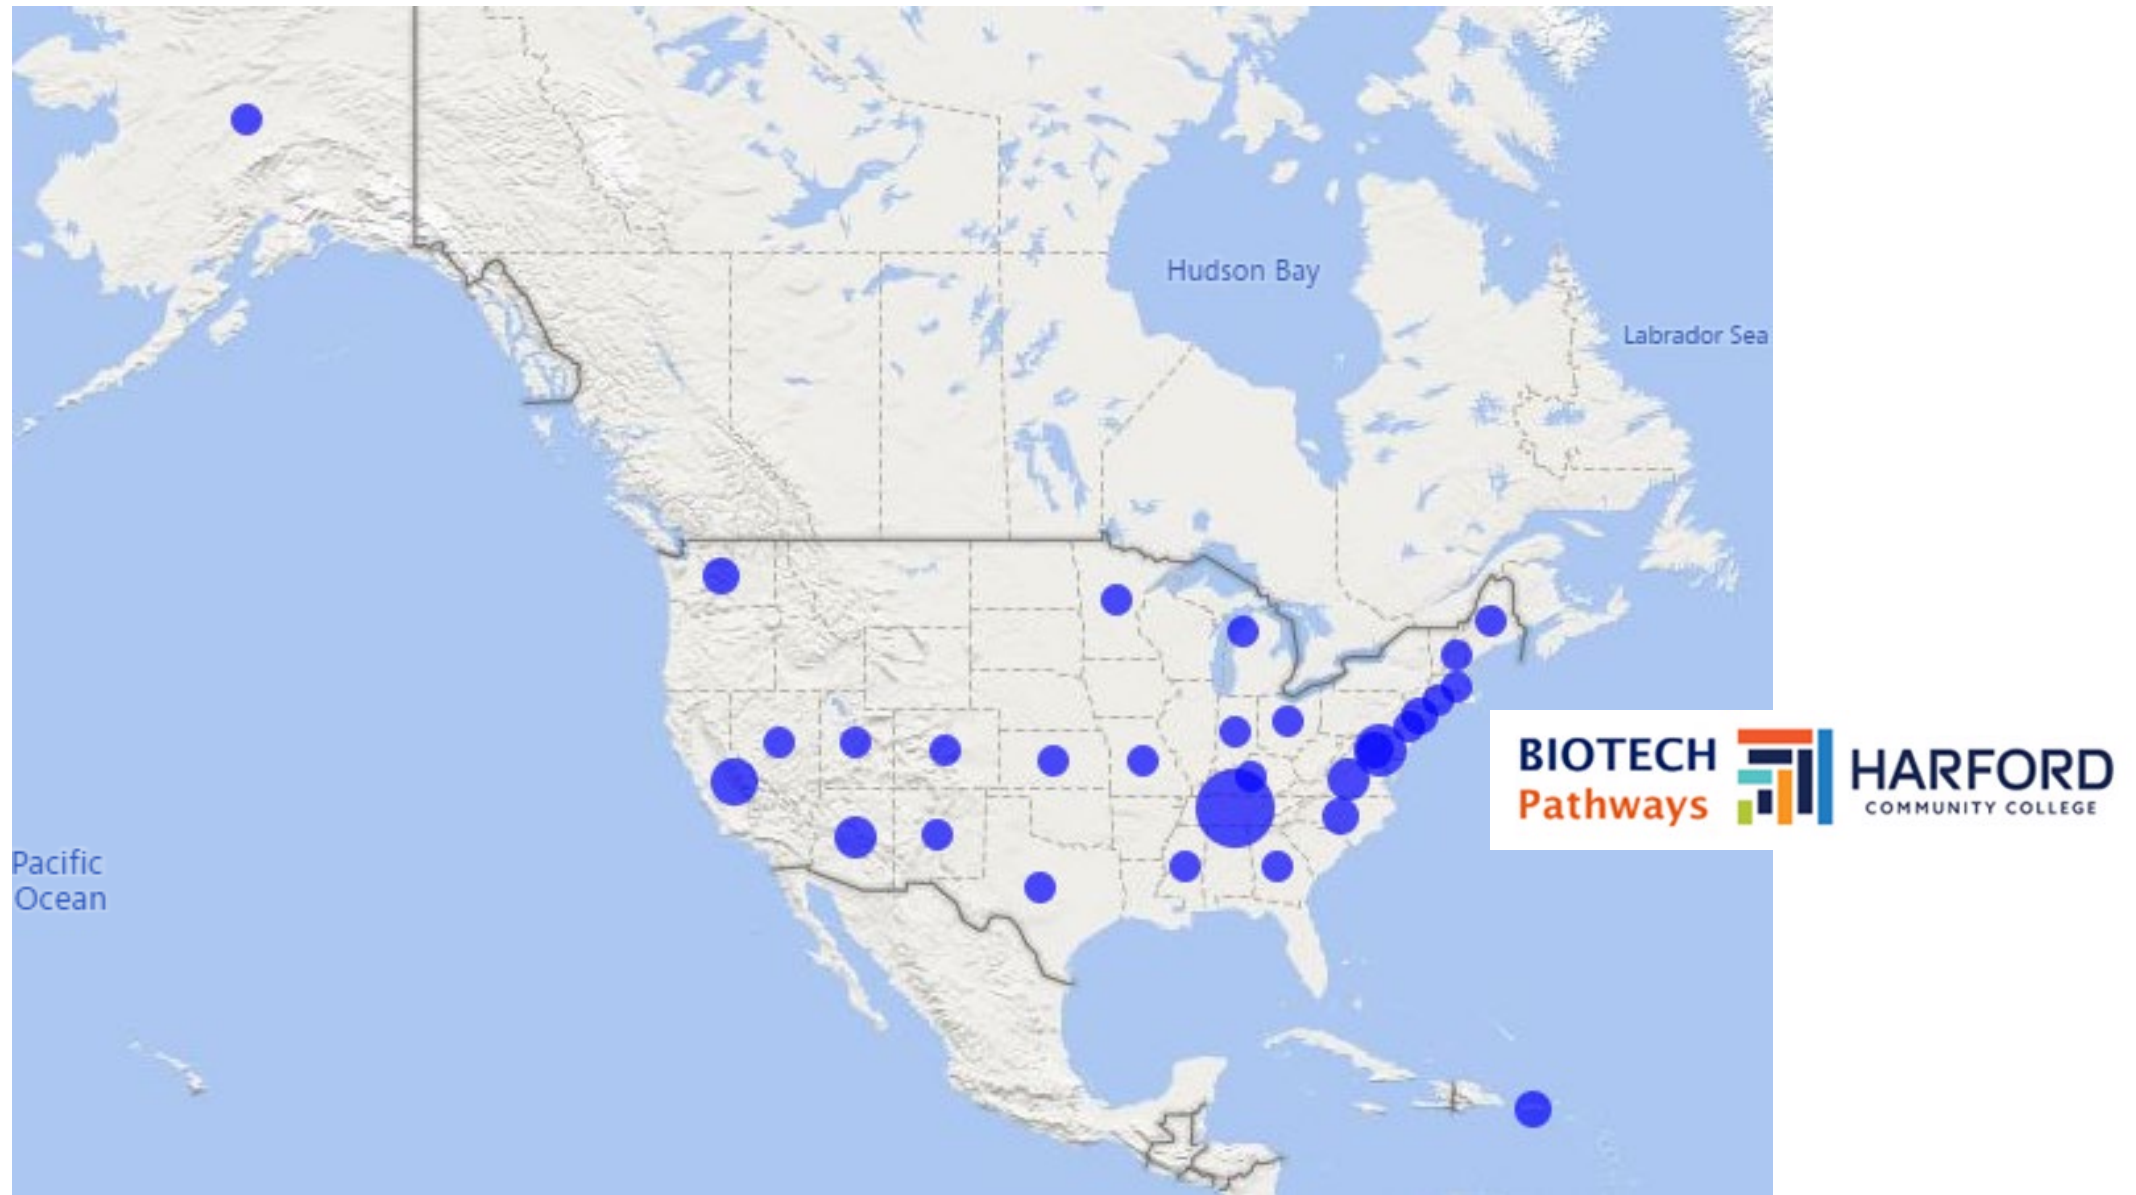 Hudson Bay
Labrador Sea
BIOTECH
Pathways
HARFORD
COMMUNITY COLLEGE
Pacific
Ocean